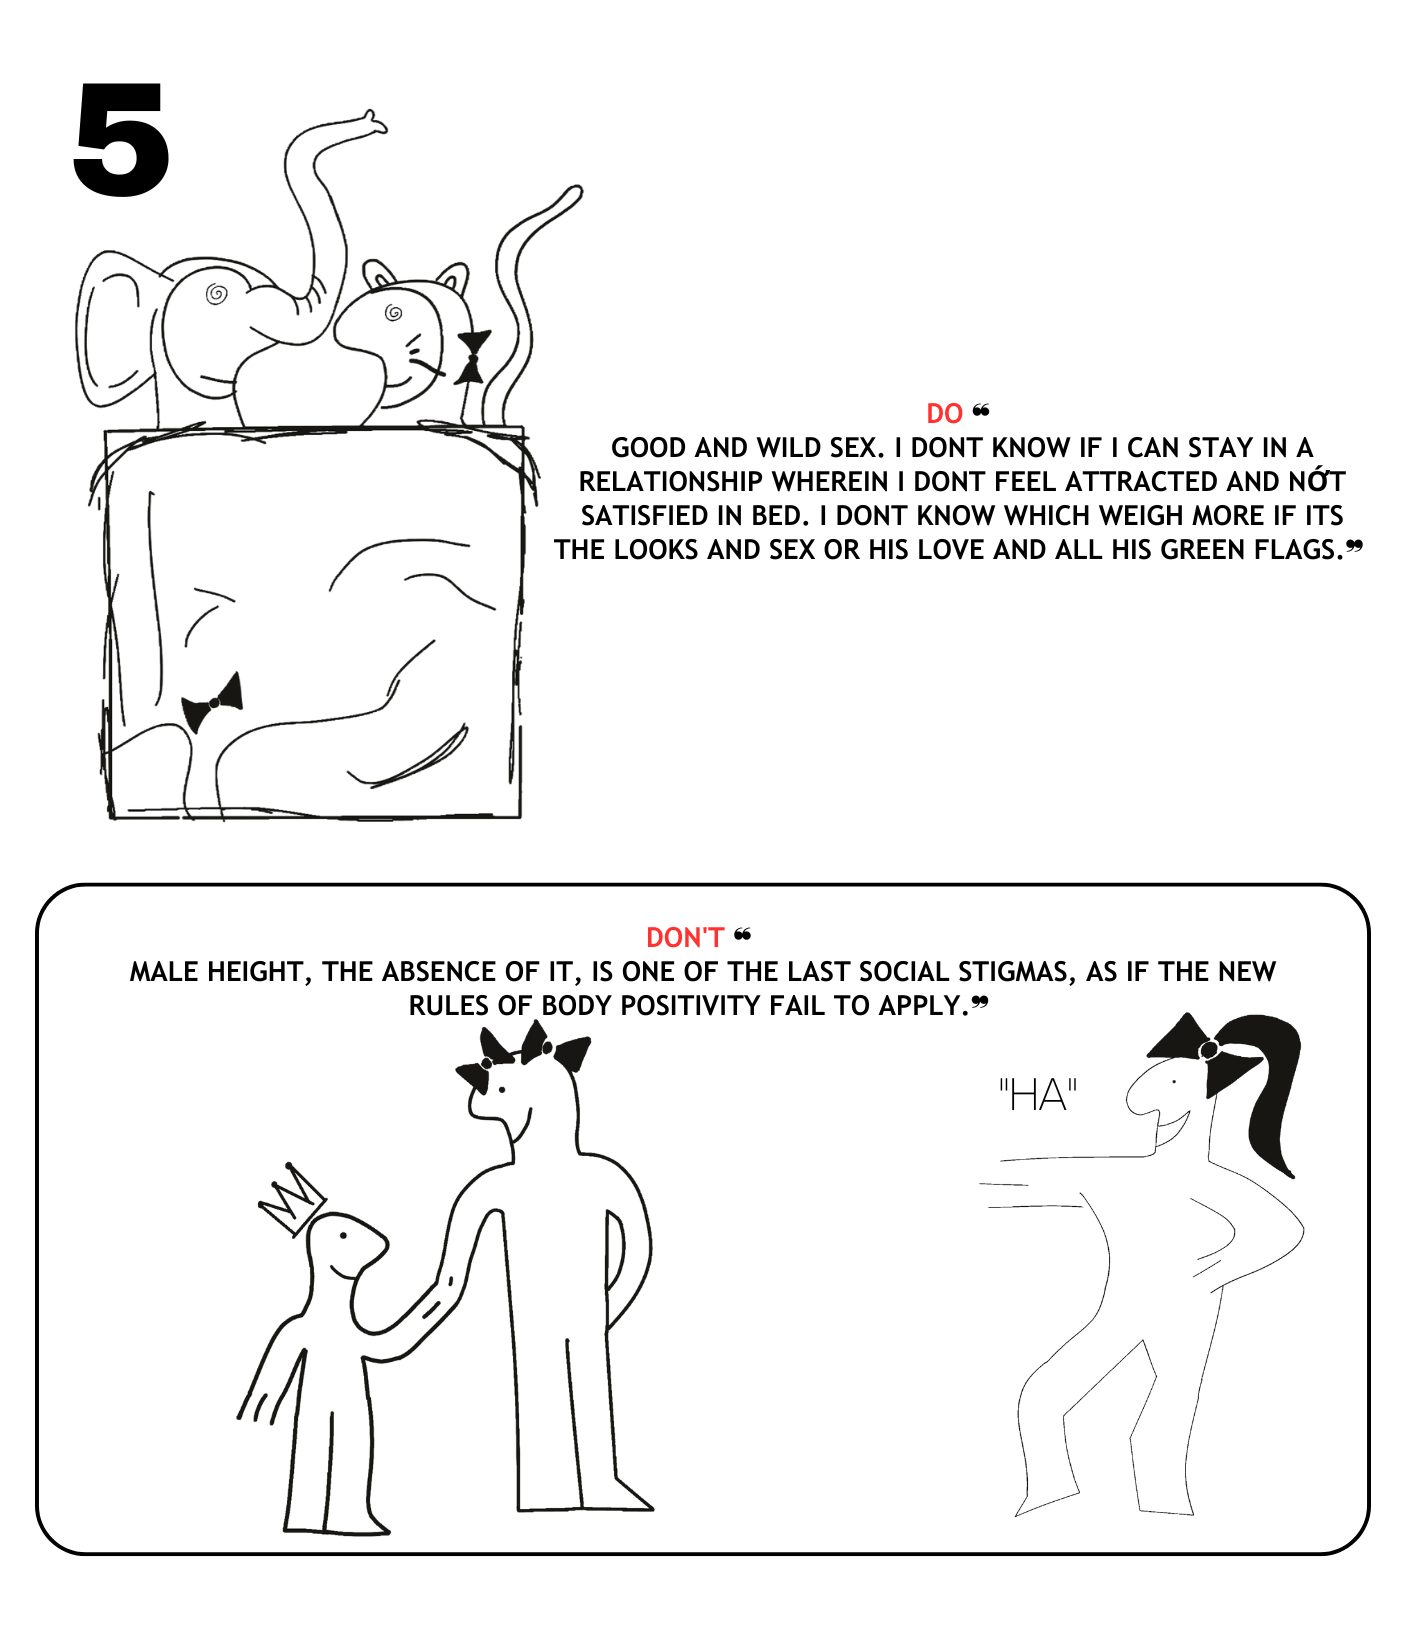 5
DO ❝
GOOD AND WILD SEX. I DONT KNOW IF I CAN STAY IN A
RELATIONSHIP WHEREIN I DONT FEEL ATTRACTED AND NỚT
SATISFIED IN BED. I DONT KNOW WHICH WEIGH MORE IF ITS
THE LOOKS AND SEX OR HIS LOVE AND ALL HIS GREEN FLAGS.❞
DON'T ❝
MALE HEIGHT, THE ABSENCE OF IT, IS ONE OF THE LAST SOCIAL STIGMAS, AS IF THE NEW
RULES OF BODY POSITIVITY FAIL TO APPLY.❞
"HA"